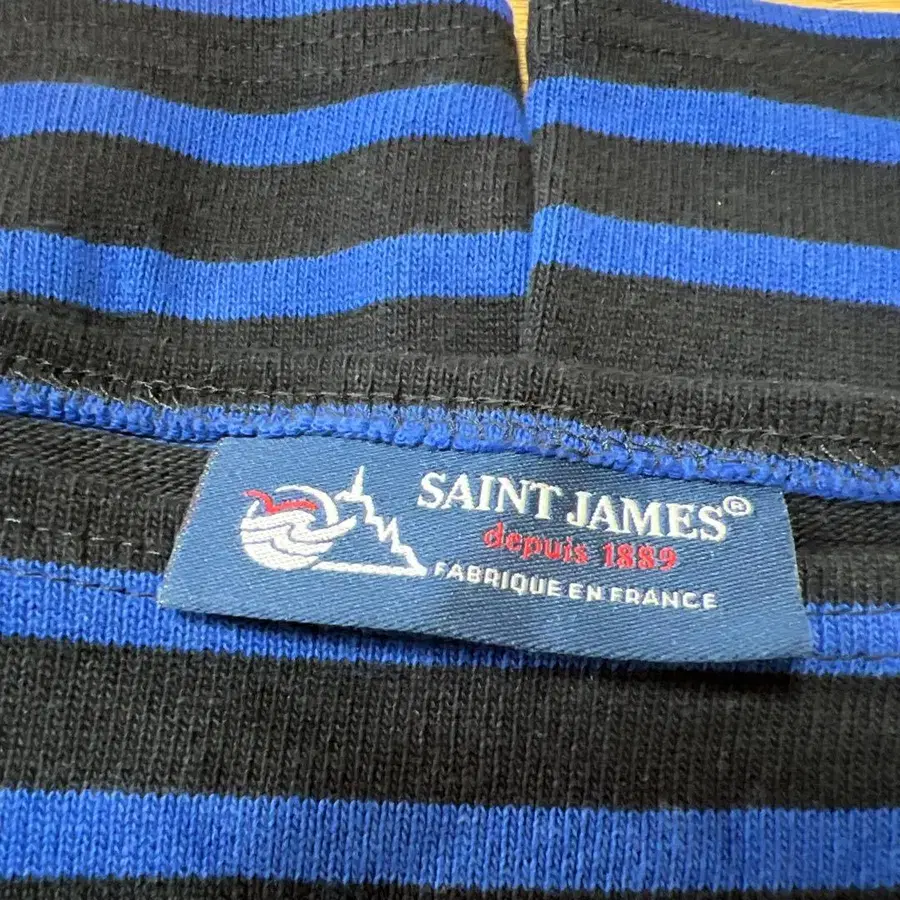 SAINT JAMES®
depuis 1889
FABRIQUE EN FRANCE